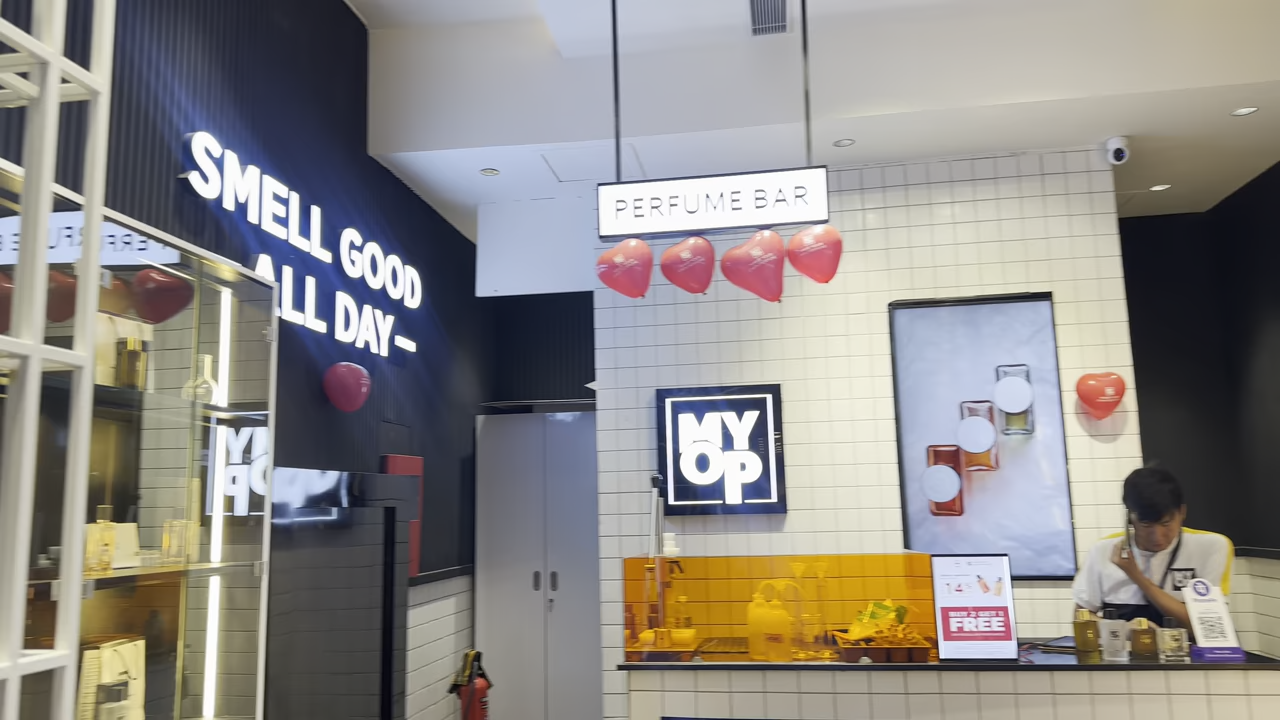 SMELL GOOD
ALL DAY—
PERFUME BAR
MY
OP
BUY 2 GET 1
FREE